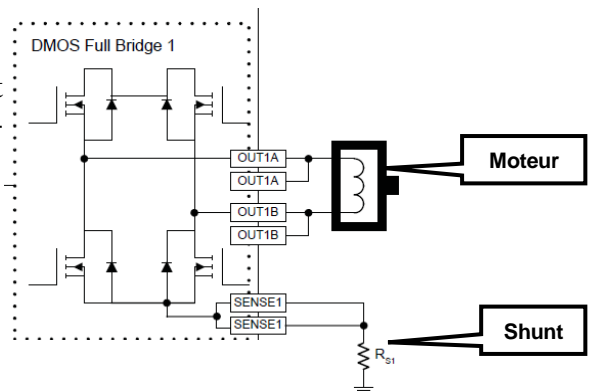 DMOS Full Bridge 1
OUT1A
OUT1A
OUT1B
OUT1B
SENSE1
SENSE1
RS1
Moteur
Shunt